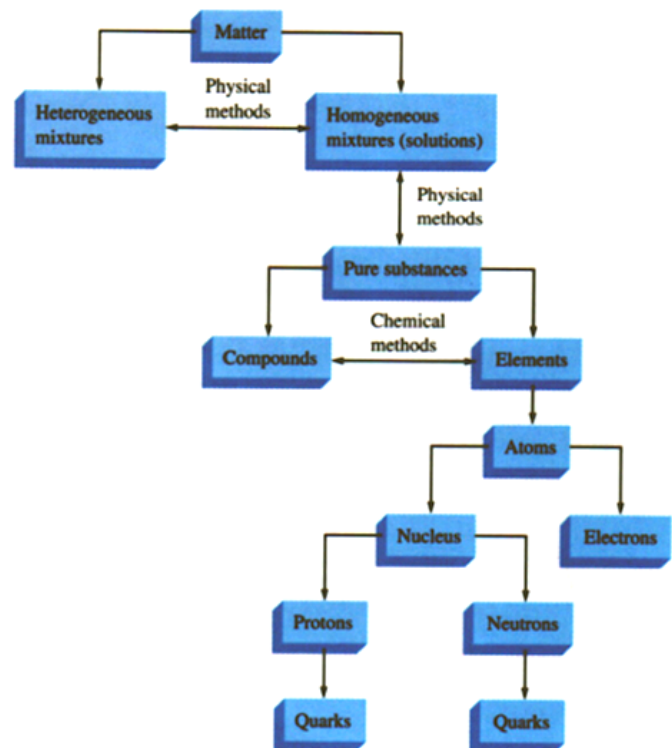 Matter
Physical
methods
Heterogeneous
mixtures
Homogeneous
mixtures (solutions)
Physical
methods
Pure substances
Chemical
methods
Compounds
Elements
Atoms
Nucleus
Electrons
Protons
Neutrons
Quarks
Quarks